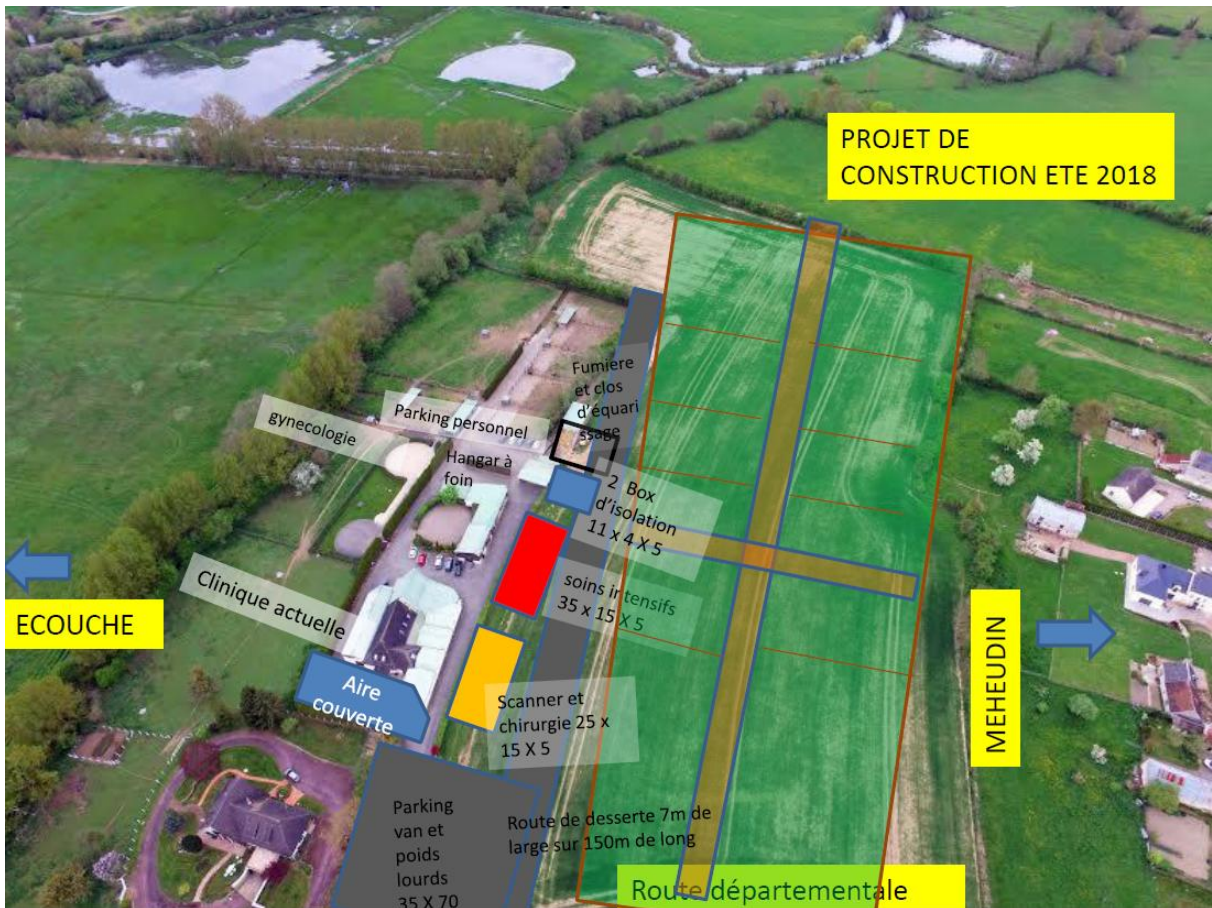 PROJET DE
CONSTRUCTION ETE 2018
Fumiere
et clos
d'équari
ssage
Parking personnel
gynecologie
Hangar à
foin
2 Box
d'isolation
11 x 4 X 5
Clinique actuelle
soins intensifs
35 x 15 X 5
ECOUCHE
MEHEUDIN
Aire
couverte
Scanner et
chirurgie 25 x
15 X 5
Parking
van et
poids
lourds
35 X 70
Route de desserte 7m de
large sur 150m de long
Route départementale